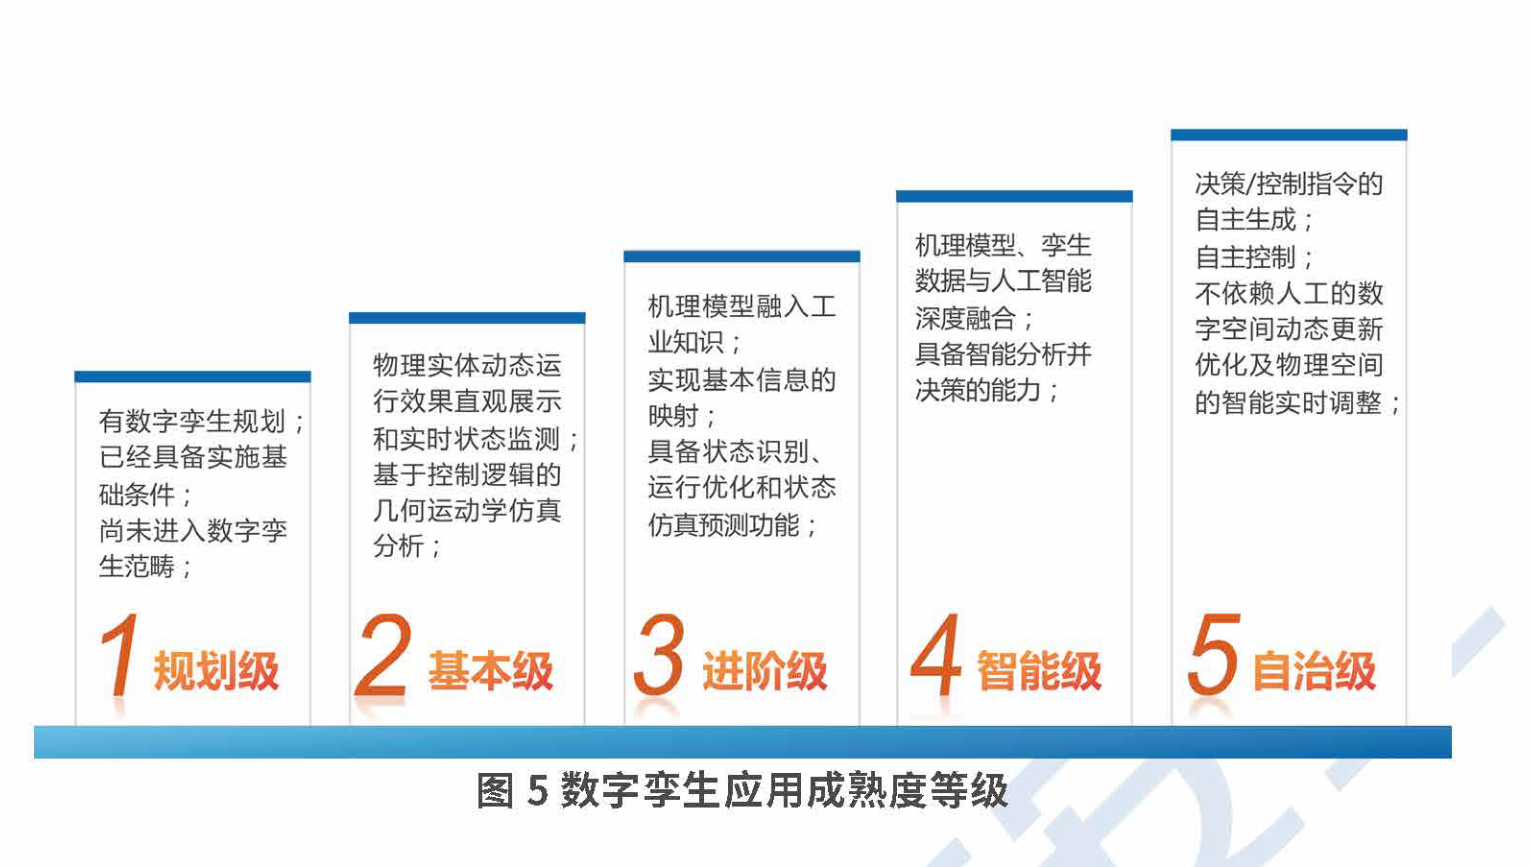 有数字孪生规划；
已经具备实施基
础条件；
尚未进入数字孪
生范畴；
1 规划级
物理实体动态运
行效果直观展示
和实时状态监测；
基于控制逻辑的
几何运动学仿真
分析；
2 基本级
机理模型融入工
业知识；
实现基本信息的
映射；
具备状态识别、
运行优化和状态
仿真预测功能；
3 进阶级
机理模型、孪生
数据与人工智能
深度融合；
具备智能分析并
决策的能力；
4 智能级
决策/控制指令的
自主生成；
自主控制；
不依赖人工的数
字空间动态更新
优化及物理空间
的智能实时调整；
5 自治级
图 5 数字孪生应用成熟度等级